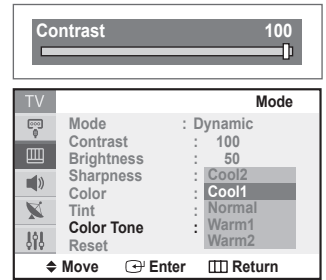 Contrast 100
TV Mode
Mode : Dynamic
Contrast : 100
Brightness : 50
Sharpness : Cool2
Color : Cool1
Tint : Normal
Color Tone : Warm1
Reset Warm2
Move Enter Return